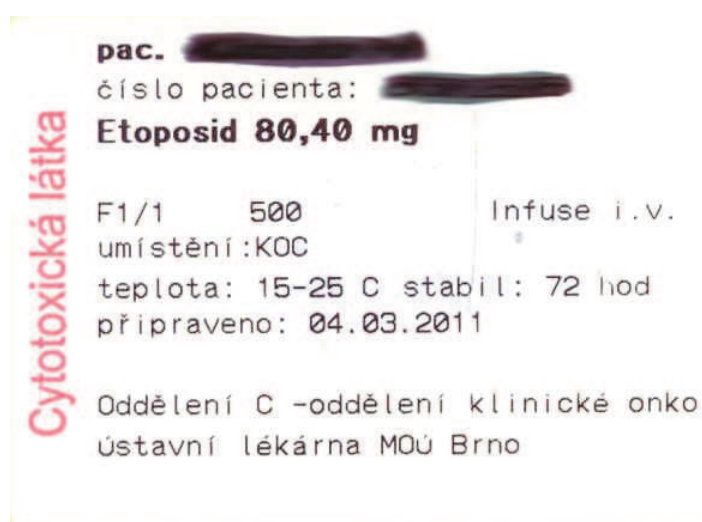 pac.
číslo pacienta:
Etoposid 80,40 mg
F1/1 500 Infuse i.v.
umístění:KOC
teplota: 15-25 C stabil: 72 hod
připraveno: 04.03.2011
Oddělení C -oddělení klinické onko
ústavní lékárna MOÚ Brno
Cytotoxická látka